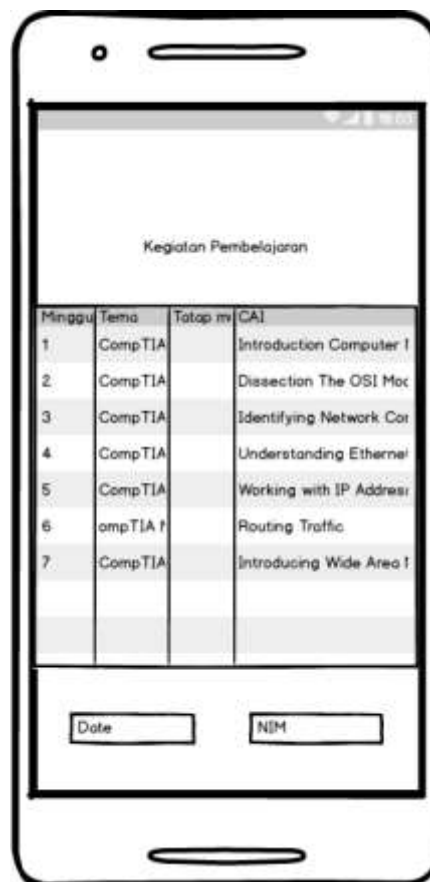 Kegiatan Pembelajaran
Minggu Tema Tatap m CAI
1 CompTIA Introduction Computer
2 CompTIA Dissection The OSI Moc
3 CompTIA Identifying Network Cor
4 CompTIA Understanding Ethernet
5 CompTIA Working with IP Address
6 ompTIA Routing Traffic
7 CompTIA Introducing Wide Area
Date NIM